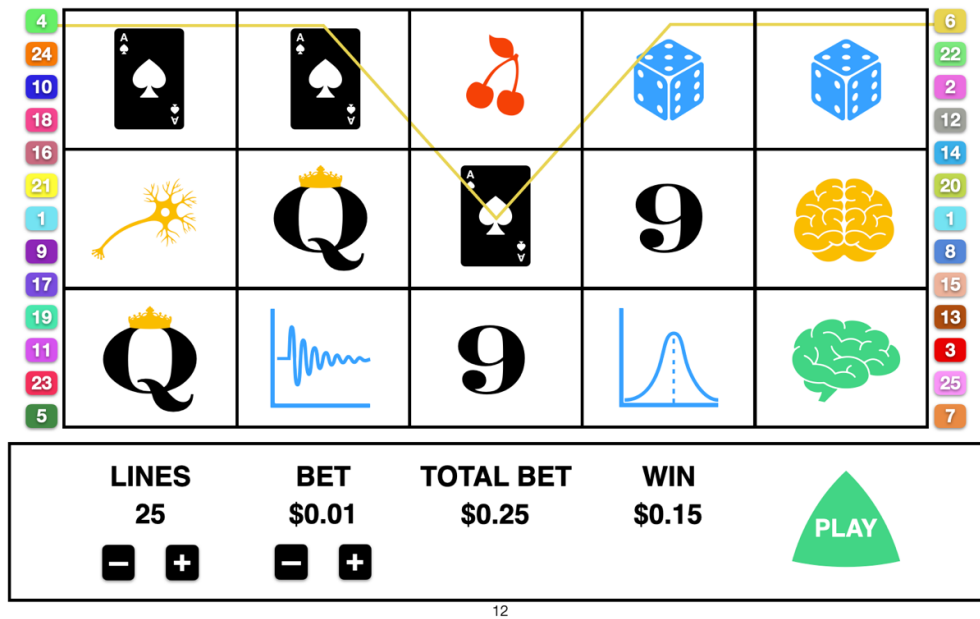 4 6
24 A A 22
10 2
18 A A 12
16 14
21 A 20
1 Q 9 1
9 8
17 A 15
19 13
11 Q 9 3
23 25
5 7
LINES BET TOTAL BET WIN
25 $0.01 $0.25 $0.15
PLAY
− + − +
12